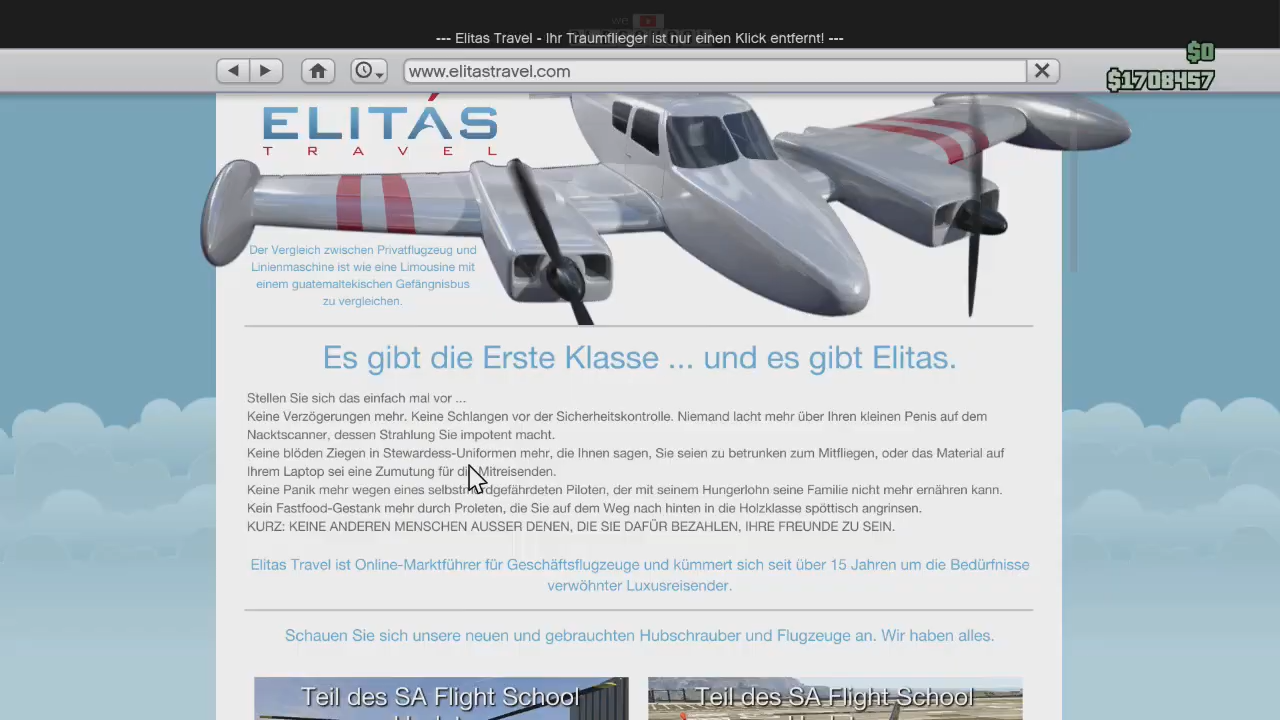 we
--- Elitas Travel - Ihr Traumflieger ist nur einen Klick entfernt! ---
$0
www.elitastravel.com
$1708457
ELITÁS
TRAVEL
Der Vergleich zwischen Privatflugzeug und
Linienmaschine ist wie eine Limousine mit
einem guatemaltekischen Gefängnisbus
zu vergleichen.
Es gibt die Erste Klasse ... und es gibt Elitas.
Stellen Sie sich das einfach mal vor ...
Keine Verzögerungen mehr. Keine Schlangen vor der Sicherheitskontrolle. Niemand lacht mehr über Ihren kleinen Penis auf dem
Nacktscanner, dessen Strahlung Sie impotent macht.
Keine blöden Ziegen in Stewardess-Uniformen mehr, die Ihnen sagen, Sie seien zu betrunken zum Mitfliegen, oder das Material auf
Ihrem Laptop sei eine Zumutung für die Mitreisenden.
Keine Panik mehr wegen eines selbstmordgefährdeten Piloten, der mit seinem Hungerlohn seine Familie nicht mehr ernähren kann.
Kein Fastfood-Gestank mehr durch Proleten, die Sie auf dem Weg nach hinten in die Holzklasse spöttisch angrinsen.
KURZ: KEINE ANDEREN MENSCHEN AUSSER DENEN, DIE SIE DAFÜR BEZAHLEN, IHRE FREUNDE ZU SEIN.
Elitas Travel ist Online-Marktführer für Geschäftsflugzeuge und kümmert sich seit über 15 Jahren um die Bedürfnisse
verwöhnter Luxusreisender.
Schauen Sie sich unsere neuen und gebrauchten Hubschrauber und Flugzeuge an. Wir haben alles.
Teil des SA Flight School
Teil des SA Flight School